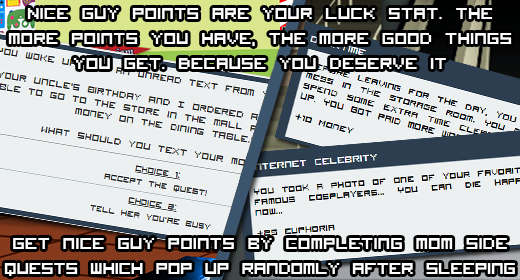 NICE GUY POINTS ARE YOUR LUCK STAT. THE
MORE POINTS YOU HAVE, THE MORE GOOD THINGS
YOU GET. BECAUSE YOU DESERVE IT
YOU WOKE UP
AN UNREAD TEXT FROM
YOUR UNCLE'S BIRTHDAY AND I ORDERED A
ABLE TO GO TO THE STORE IN THE MALL
MONEY ON THE DINING TABLE.
WHAT SHOULD YOU TEXT YOUR MO
CHOICE 1:
ACCEPT THE QUEST!
CHOICE 2:
TELL HER YOU'RE BUSY
TIME
LEAVING FOR THE DAY, YOU
MESS IN THE STORAGE ROOM. YOU
SPEND SOME EXTRA TIME
UP. YOU GOT PAID MORE
+10 MONEY
INTERNET CELEBRITY
YOU TOOK A PHOTO OF ONE OF YOUR FAVORIT
FAMOUS COSPLAYERS... YOU CAN DIE HAPP
NOW...
+25 EUPHORIA
GET NICE GUY POINTS BY COMPLETING MOM SIDE
QUESTS WHICH POP UP RANDOMLY AFTER SLEEPING